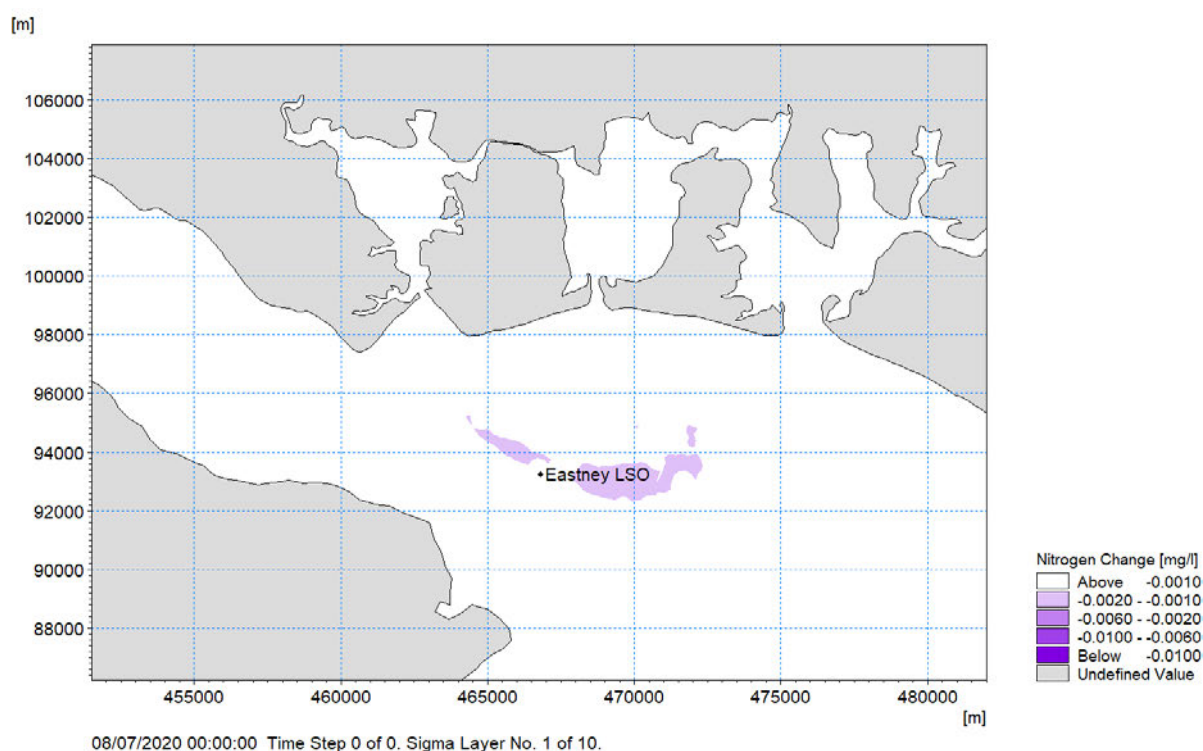 [m]
106000
104000
102000
100000
98000
96000
94000
92000
90000
88000
Eastney LSO
455000 460000 465000 470000 475000 480000
[m]
Nitrogen Change [mg/l]
Above -0.0010
-0.0020 - -0.0010
-0.0060 - -0.0020
-0.0100 - -0.0060
Below -0.0100
Undefined Value
08/07/2020 00:00:00 Time Step 0 of 0. Sigma Layer No. 1 of 10.